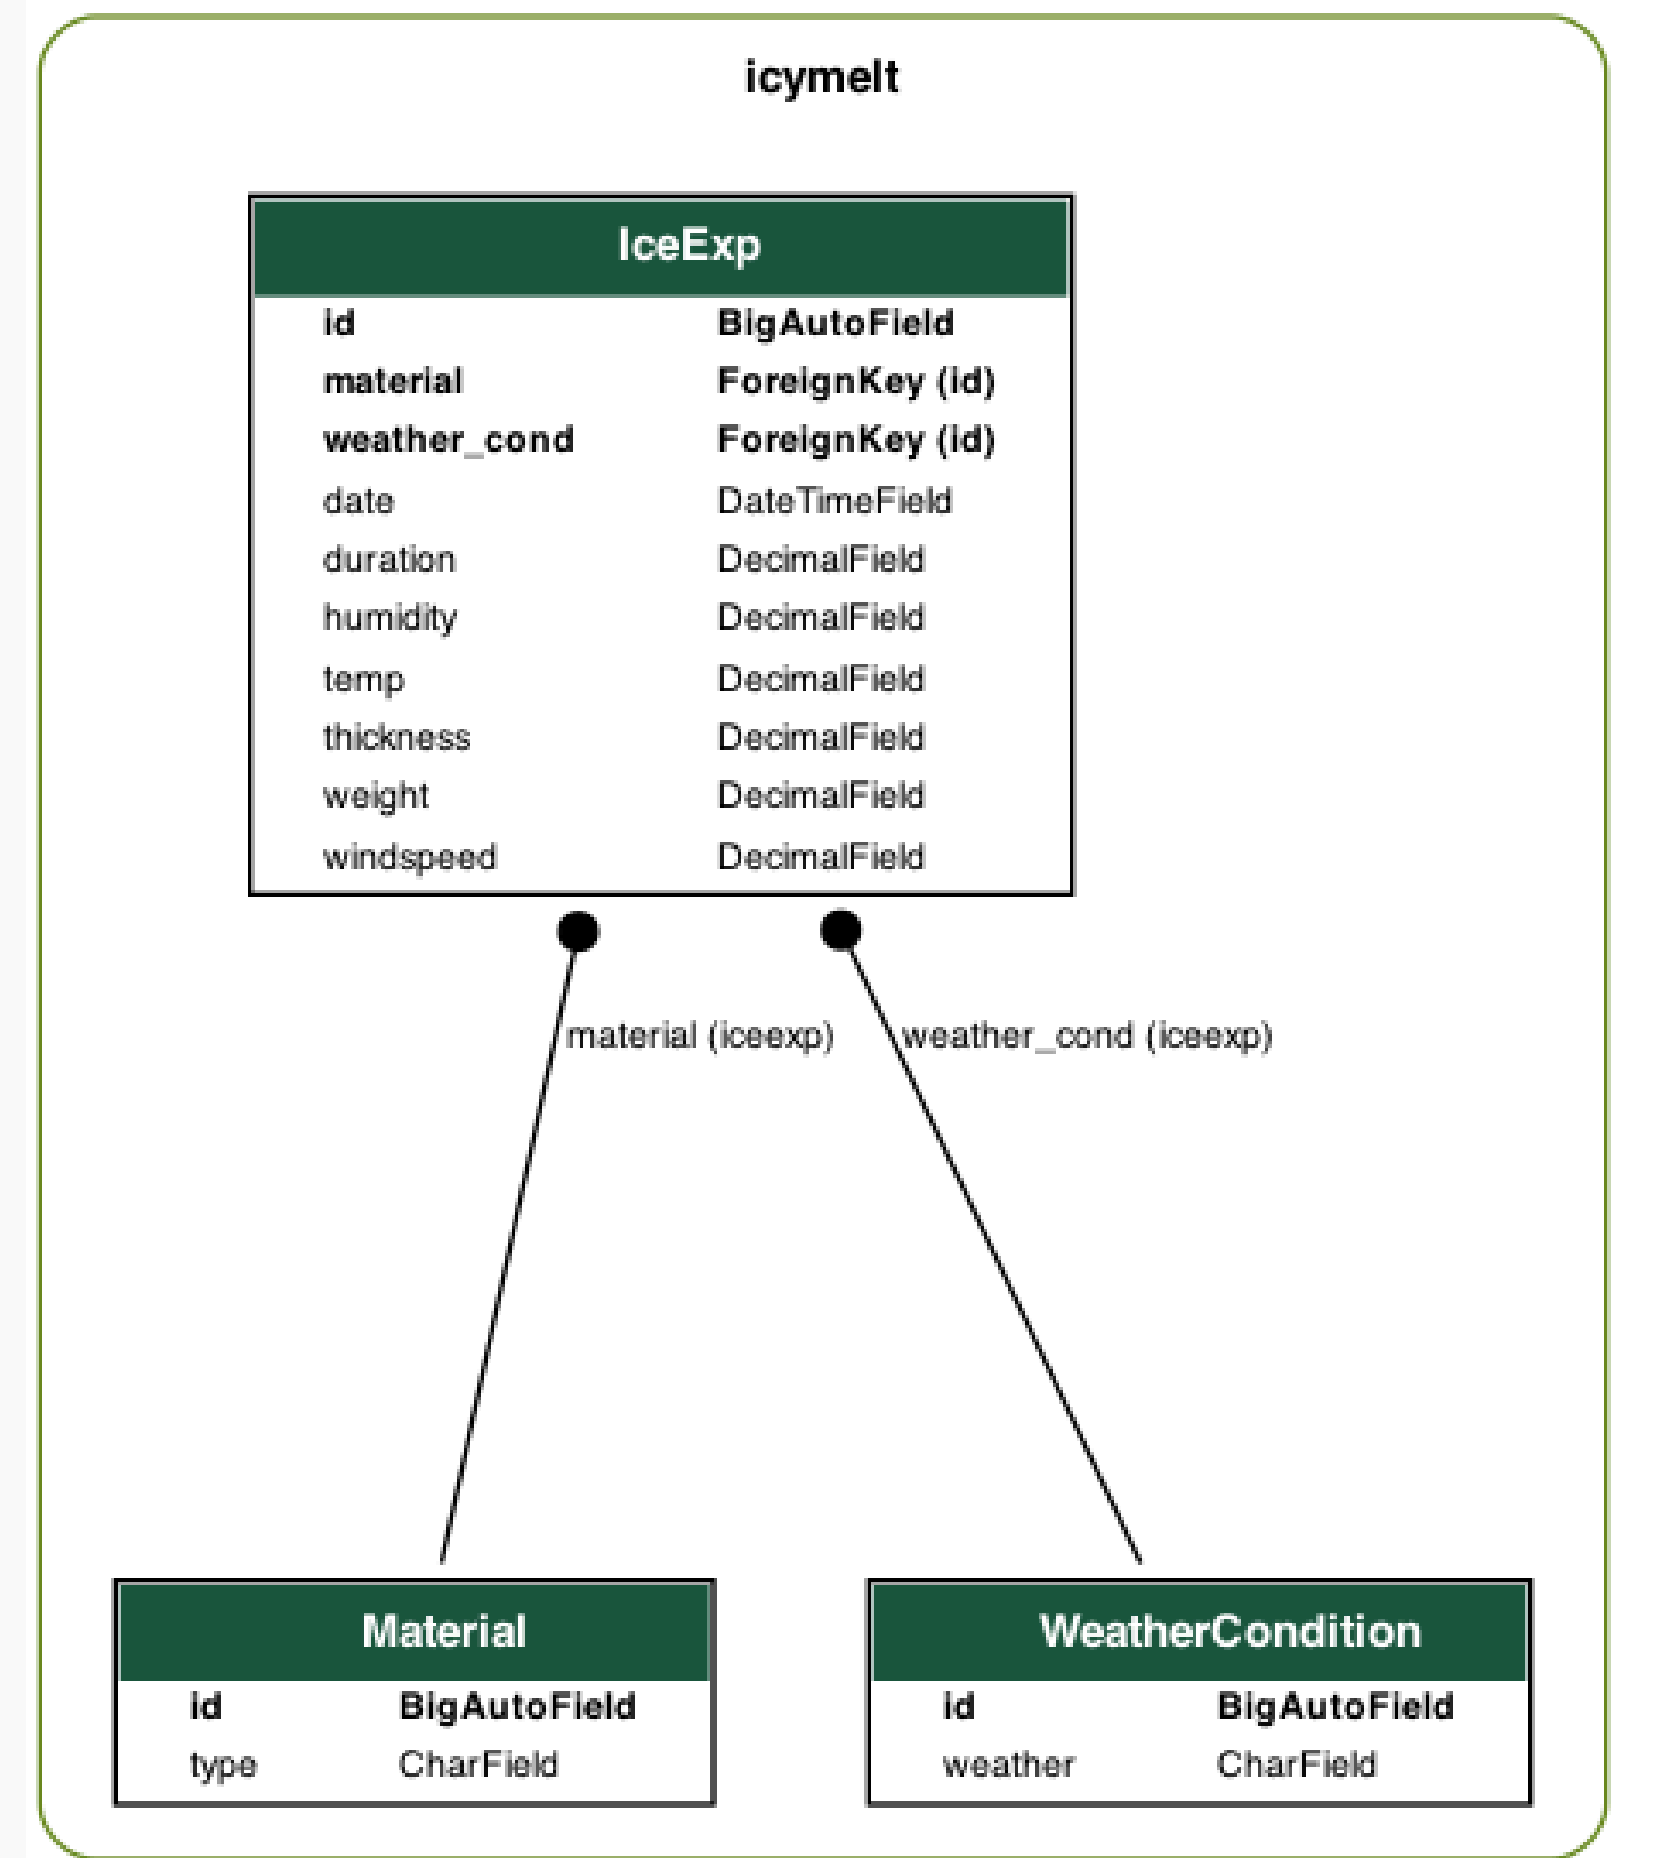 icymelt
IceExp
id BigAutoField
material ForeignKey (id)
weather_cond ForeignKey (id)
date DateTimeField
duration DecimalField
humidity DecimalField
temp DecimalField
thickness DecimalField
weight DecimalField
windspeed DecimalField
material (iceexp) weather_cond (iceexp)
Material
id BigAutoField
type CharField
WeatherCondition
id BigAutoField
weather CharField